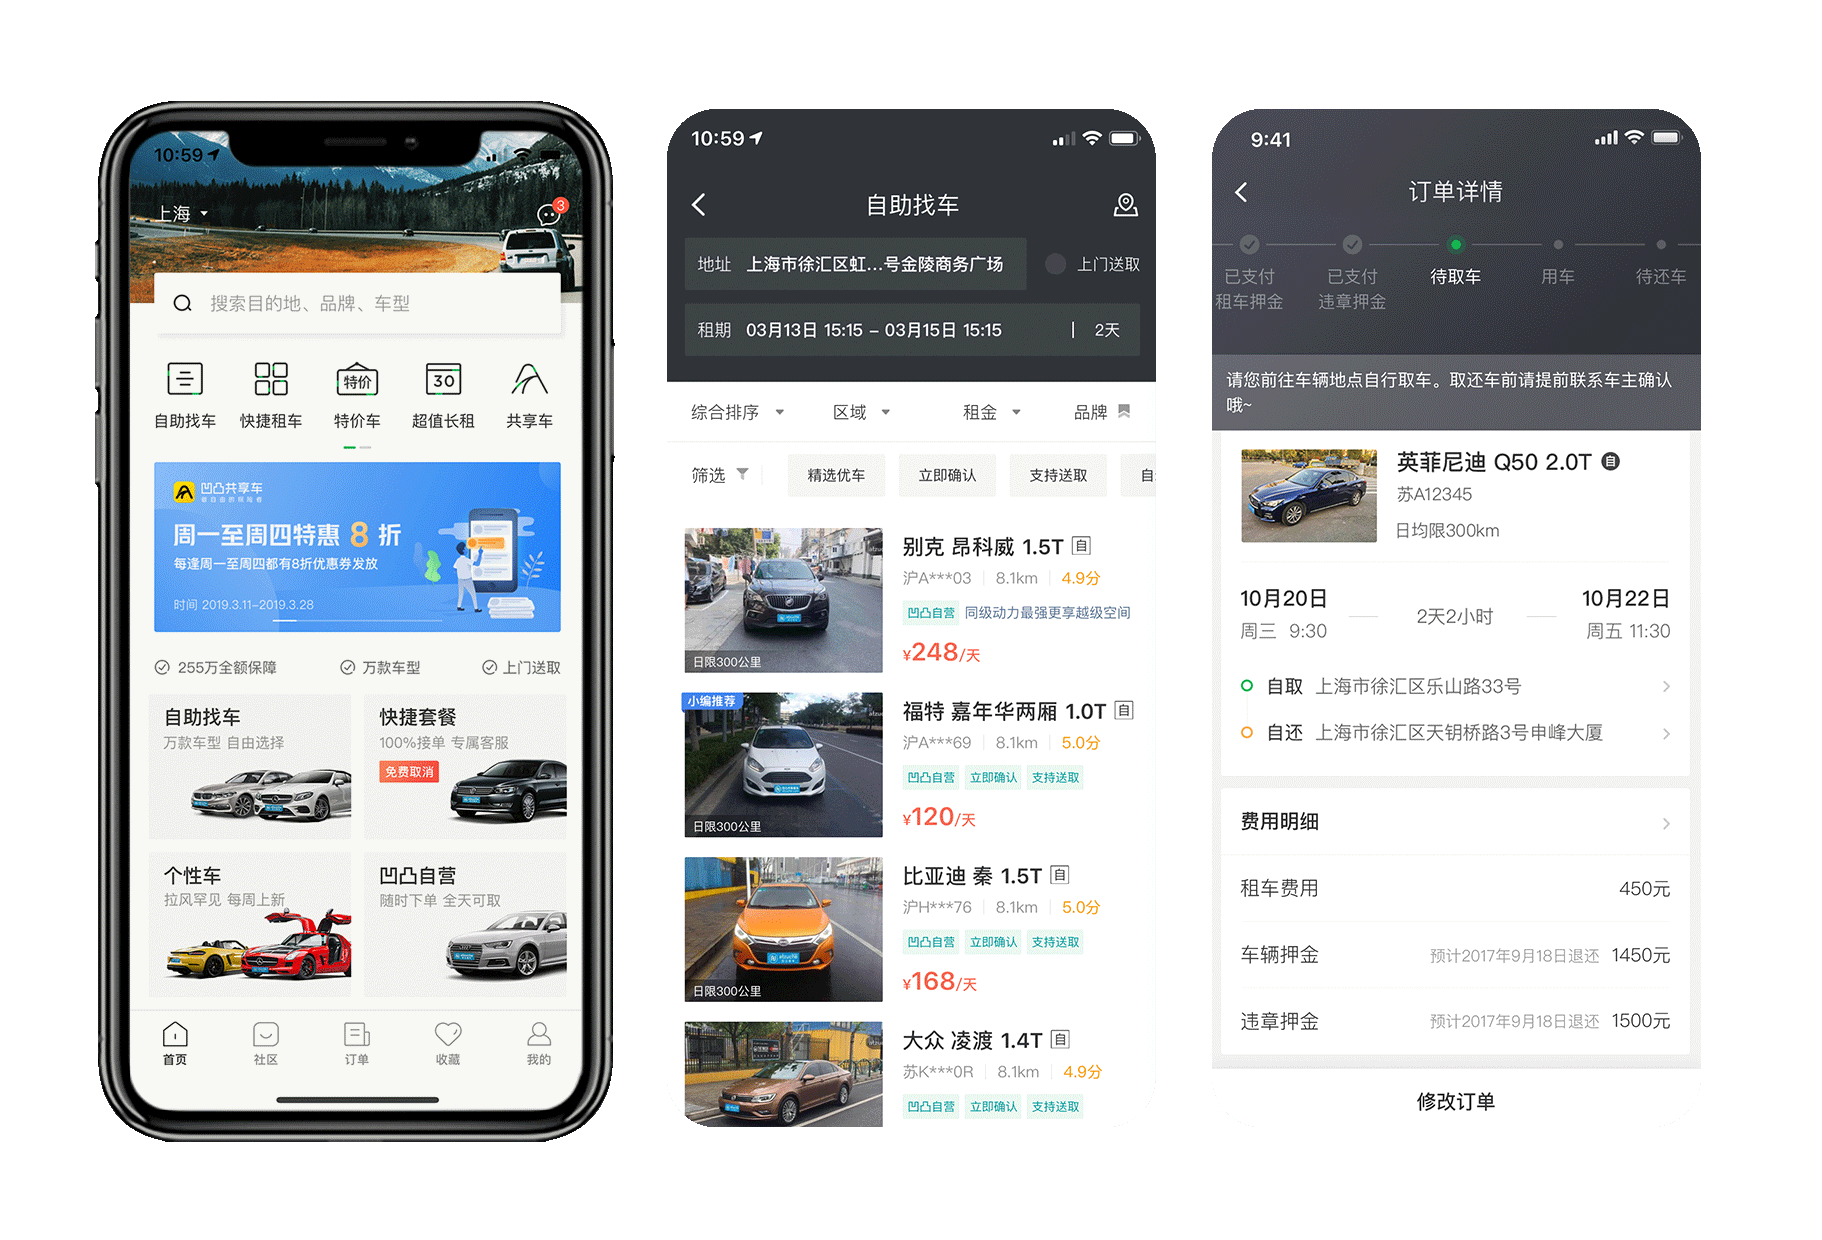 10:59
上海
3
搜索目的地、品牌、车型
特价
30
自助找车
快捷租车
特价车
超值长租
共享车
凹凸共享车
周一至周四特惠 8 折
每逢周一至周四都有8折优惠券发放
时间 2019.3.11-2019.3.28
255万全额保障
万款车型
上门送取
自助找车
万款车型 自由选择
快捷套餐
100%接单 专属客服
免费取消
个性车
拉风罕见 每周上新
凹凸自营
随时下单 全天可取
首页
社区
订单
收藏
我的
10:59
自助找车
地址 上海市徐汇区虹...号金陵商务广场
上门送取
租期 03月13日 15:15 – 03月15日 15:15 | 2天
综合排序
区域
租金
品牌
筛选
精选优车
立即确认
支持送取
自
别克 昂科威 1.5T 自
沪A***03 8.1km 4.9分
凹凸自营 同级动力最强更享越级空间
¥248/天
日限300公里
小编推荐
福特 嘉年华两厢 1.0T 自
沪A***69 8.1km 5.0分
凹凸自营 立即确认 支持送取
¥120/天
日限300公里
比亚迪 秦 1.5T 自
沪H***76 8.1km 5.0分
凹凸自营 立即确认 支持送取
¥168/天
日限300公里
大众 凌渡 1.4T 自
苏K***0R 8.1km 4.9分
凹凸自营 立即确认 支持送取
9:41
订单详情
已支付
租车押金
已支付
违章押金
待取车
用车
待还车
请您前往车辆地点自行取车。取还车前请提前联系车主确认
哦~
英菲尼迪 Q50 2.0T 自
苏A12345
日均限300km
10月20日
周三 9:30
2天2小时
10月22日
周五 11:30
自取 上海市徐汇区乐山路33号
自还 上海市徐汇区天钥桥路3号申峰大厦
费用明细
租车费用 450元
车辆押金 预计2017年9月18日退还 1450元
违章押金 预计2017年9月18日退还 1500元
修改订单